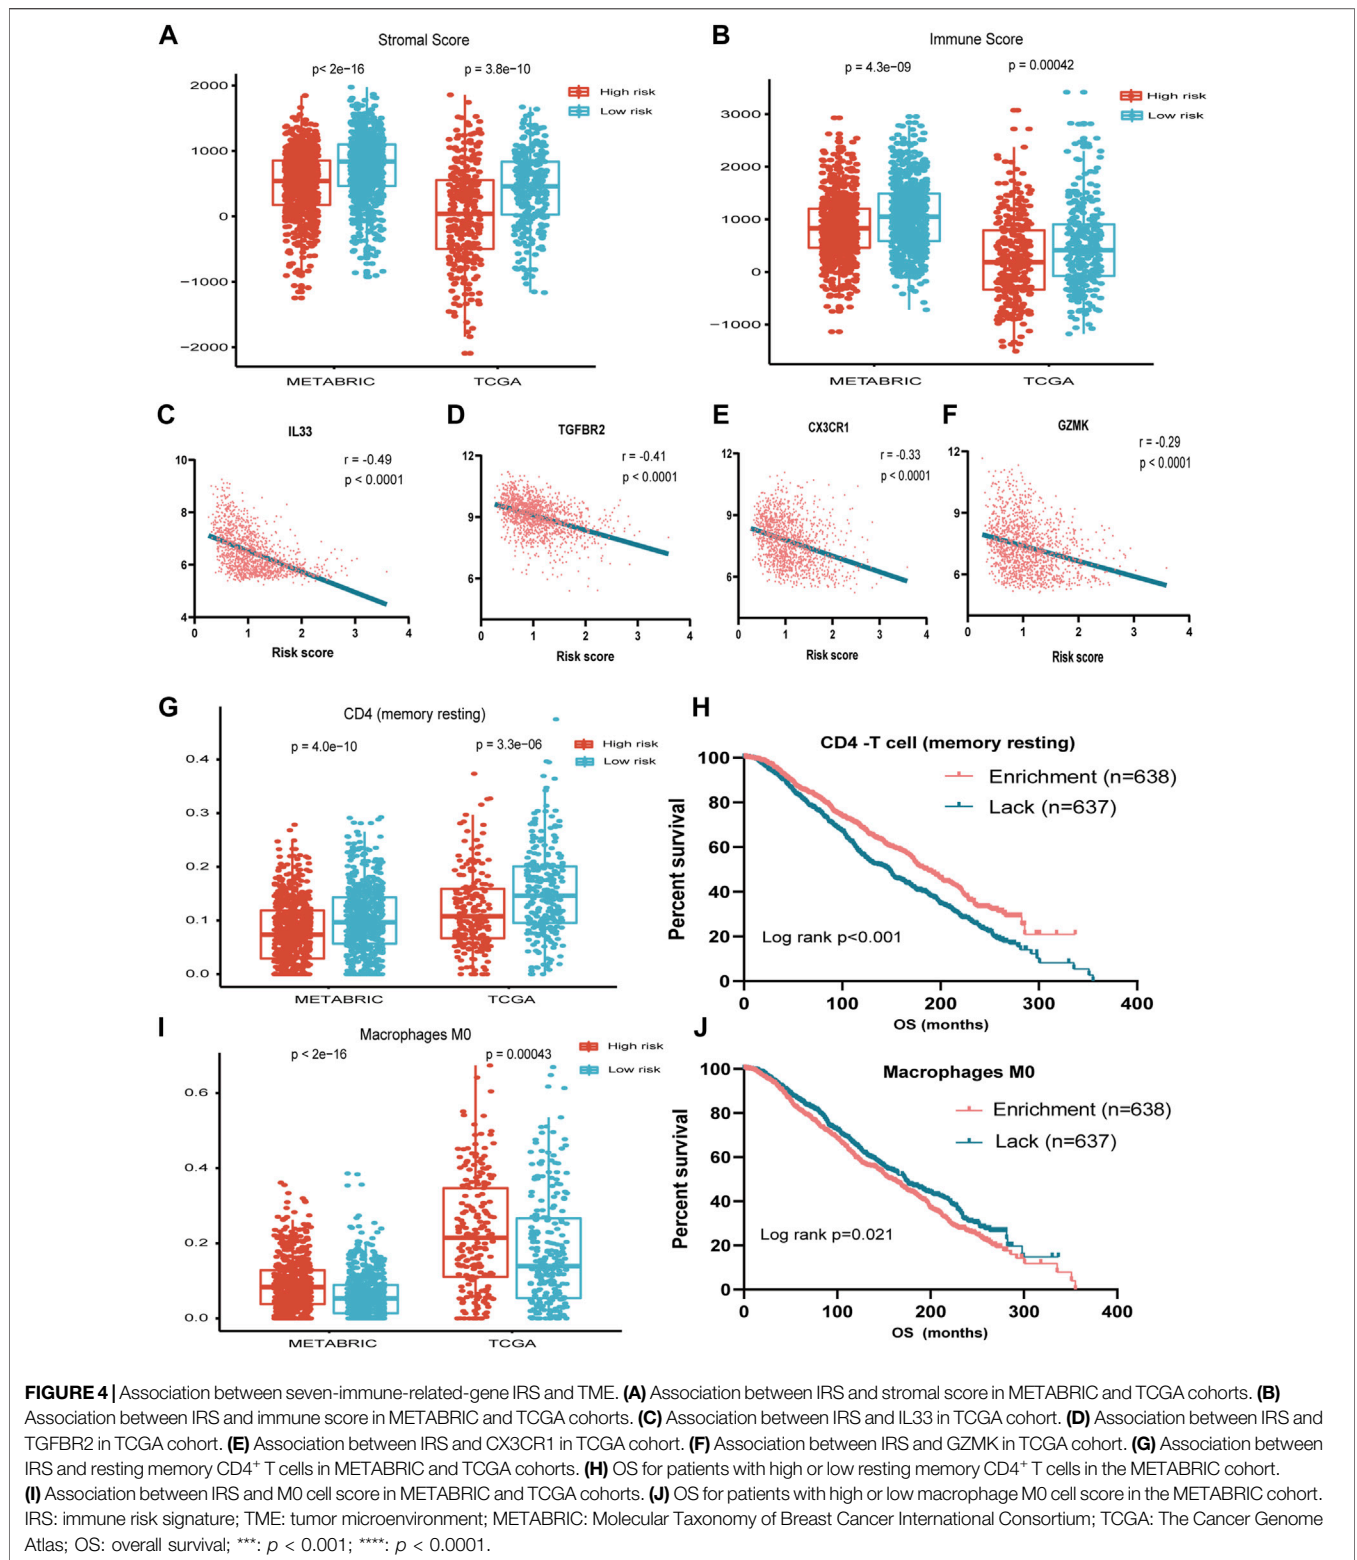 A
Stromal Score
p< 2e−16
p = 3.8e−10
High risk
Low risk
2000
1000
0
−1000
−2000
METABRIC
TCGA
B
Immune Score
p = 4.3e−09
p = 0.00042
High risk
Low risk
3000
2000
1000
0
−1000
METABRIC
TCGA
C
IL33
r = -0.49
p < 0.0001
10
8
6
4
0 1 2 3 4
Risk score
D
TGFBR2
r = -0.41
p < 0.0001
12
9
6
0 1 2 3 4
Risk score
E
CX3CR1
r = -0.33
p <0.0001
12
9
6
0 1 2 3 4
Risk score
F
GZMK
r = -0.29
p <0.0001
12
9
6
0 1 2 3 4
Risk score
G
CD4 (memory resting)
p = 4.0e−10
p = 3.3e−06
High risk
Low risk
0.4
0.3
0.2
0.1
0.0
METABRIC
TCGA
H
CD4 -T cell (memory resting)
Enrichment (n=638)
Lack (n=637)
Percent survival
100
80
60
40
20
0
Log rank p<0.001
0 100 200 300 400
OS (months)
I
Macrophages M0
p < 2e−16
p = 0.00043
High risk
Low risk
0.6
0.4
0.2
0.0
METABRIC
TCGA
J
Macrophages M0
Enrichment (n=638)
Lack (n=637)
Percent survival
100
80
60
40
20
0
Log rank p=0.021
0 100 200 300 400
OS (months)
FIGURE 4 | Association between seven-immune-related-gene IRS and TME. (A) Association between IRS and stromal score in METABRIC and TCGA cohorts. (B)
Association between IRS and immune score in METABRIC and TCGA cohorts. (C) Association between IRS and IL33 in TCGA cohort. (D) Association between IRS and
TGFBR2 in TCGA cohort. (E) Association between IRS and CX3CR1 in TCGA cohort. (F) Association between IRS and GZMK in TCGA cohort. (G) Association between
IRS and resting memory CD4+ T cells in METABRIC and TCGA cohorts. (H) OS for patients with high or low resting memory CD4+ T cells in the METABRIC cohort.
(I) Association between IRS and M0 cell score in METABRIC and TCGA cohorts. (J) OS for patients with high or low macrophage M0 cell score in the METABRIC cohort.
IRS: immune risk signature; TME: tumor microenvironment; METABRIC: Molecular Taxonomy of Breast Cancer International Consortium; TCGA: The Cancer Genome
Atlas; OS: overall survival; ***: p < 0.001; ****: p < 0.0001.